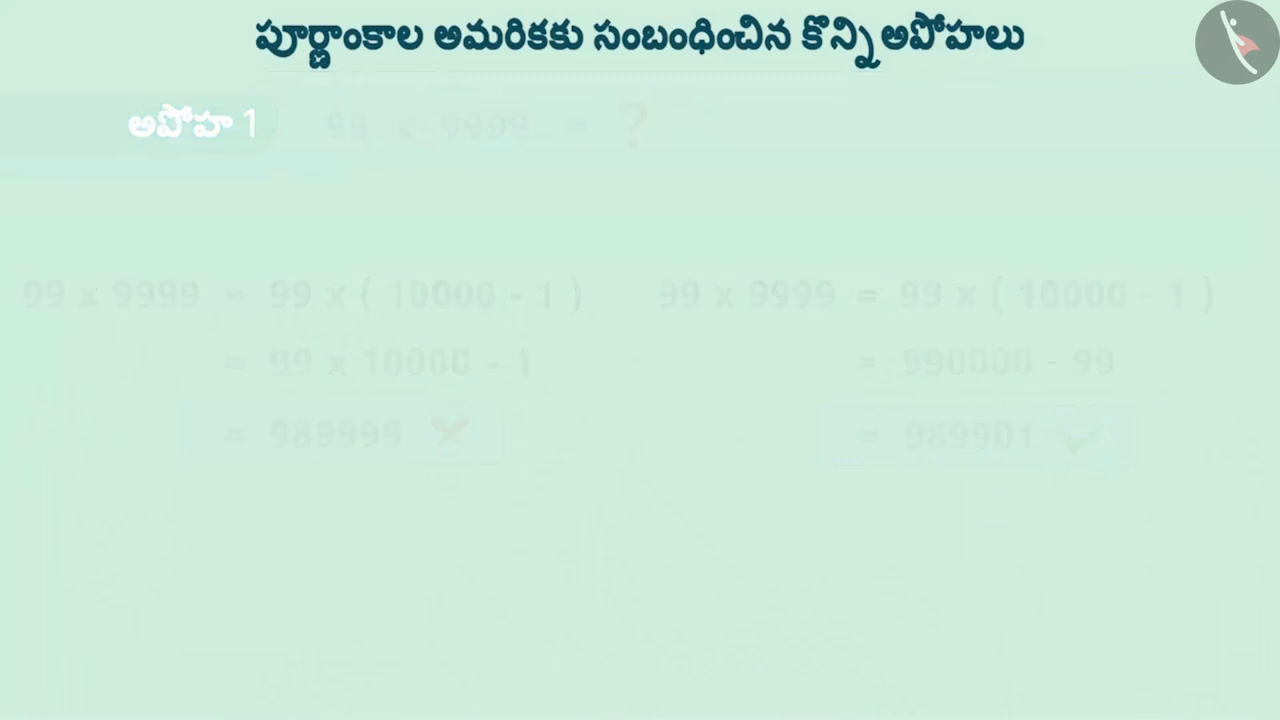 పూర్ణాంకాల అమరికకు సంబంధించిన కొన్ని అపోహలు
అపోహ 1
99 x 9999 = ?
99 x 9999 = 99 x ( 10000 - 1 )
= 99 x 10000 - 1
99 x 9999 = 99 x ( 10000 - 1 )
= 990000 - 99
= 989901